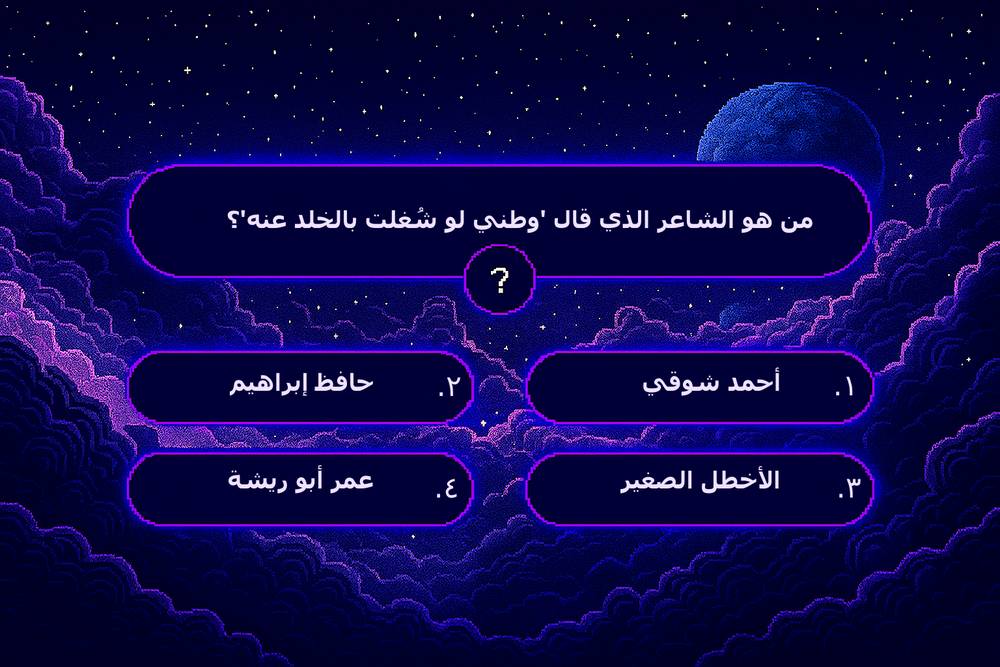 من هو الشاعر الذي قال 'وطني لو شُغلت بالخلد عنه'؟
?
١. أحمد شوقي
٢. حافظ إبراهيم
٣. الأخطل الصغير
٤. عمر أبو ريشة